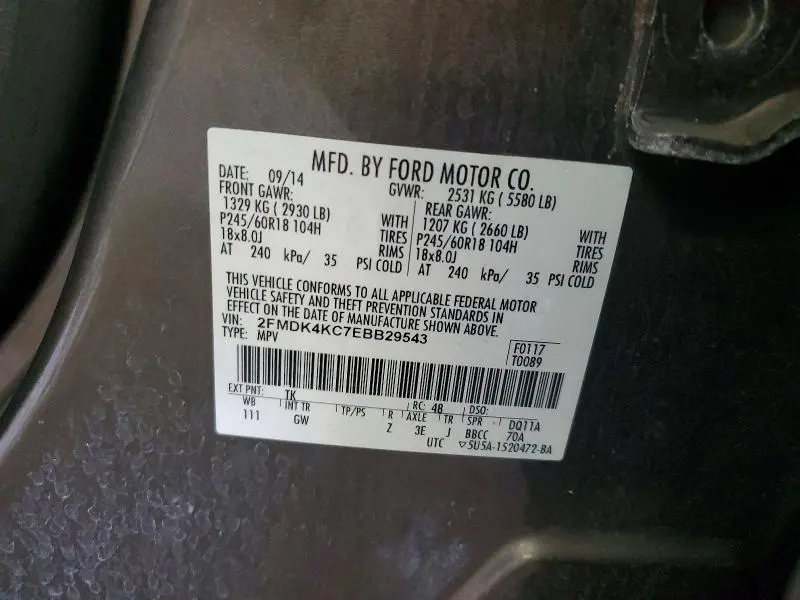 MFD. BY FORD MOTOR CO.
DATE: 09/14 GVWR: 2531 KG ( 5580 LB)
FRONT GAWR: REAR GAWR:
1329 KG ( 2930 LB) WITH 1207 KG ( 2660 LB) WITH
P245/60R18 104H TIRES P245/60R18 104H TIRES
18x8.0J RIMS 18x8.0J RIMS
AT 240 kPa/ 35 PSI COLD AT 240 kPa/ 35 PSI COLD
THIS VEHICLE CONFORMS TO ALL APPLICABLE FEDERAL MOTOR
VEHICLE SAFETY AND THEFT PREVENTION STANDARDS IN
EFFECT ON THE DATE OF MANUFACTURE SHOWN ABOVE.
VIN: 2FMDK4KC7EBB29543
TYPE: MPV
F0117
T00B9
EXT PNT: TK RC: 48 DSO:
WB INT TR TP/PS R AXLE TR SPR DQ11A
111 GW Z 3E J BBCC 70A
UTC ▽5U5A-1520472-BA